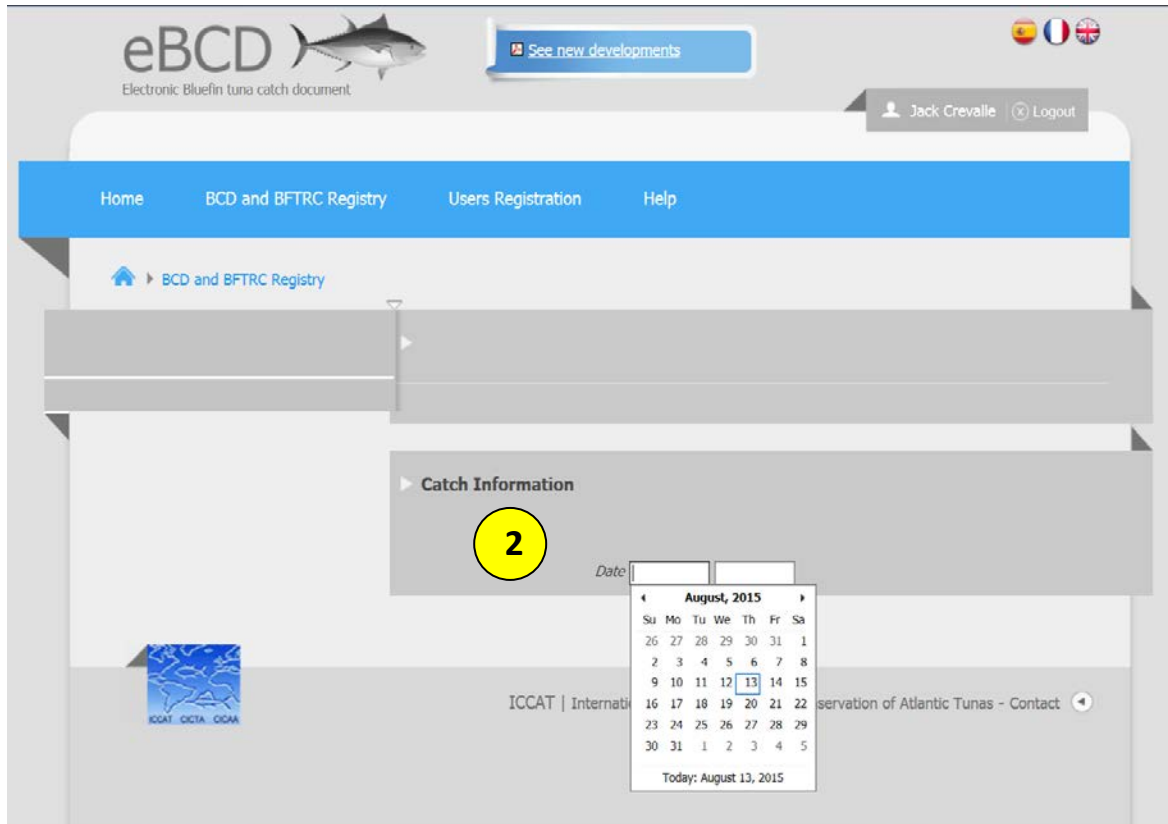 eBCD
Electronic Bluefin tuna catch document
See new developments
Jack Crevalle (x) Logout
Home BCD and BFTRC Registry Users Registration Help
BCD and BFTRC Registry
Catch Information
2
Date
August, 2015
Su Mo Tu We Th Fr Sa
26 27 28 29 30 31 1
2 3 4 5 6 7 8
9 10 11 12 13 14 15
16 17 18 19 20 21 22
23 24 25 26 27 28 29
30 31 1 2 3 4 5
Today: August 13, 2015
ICCAT CICTA CICAA
ICCAT | Internati servation of Atlantic Tunas - Contact